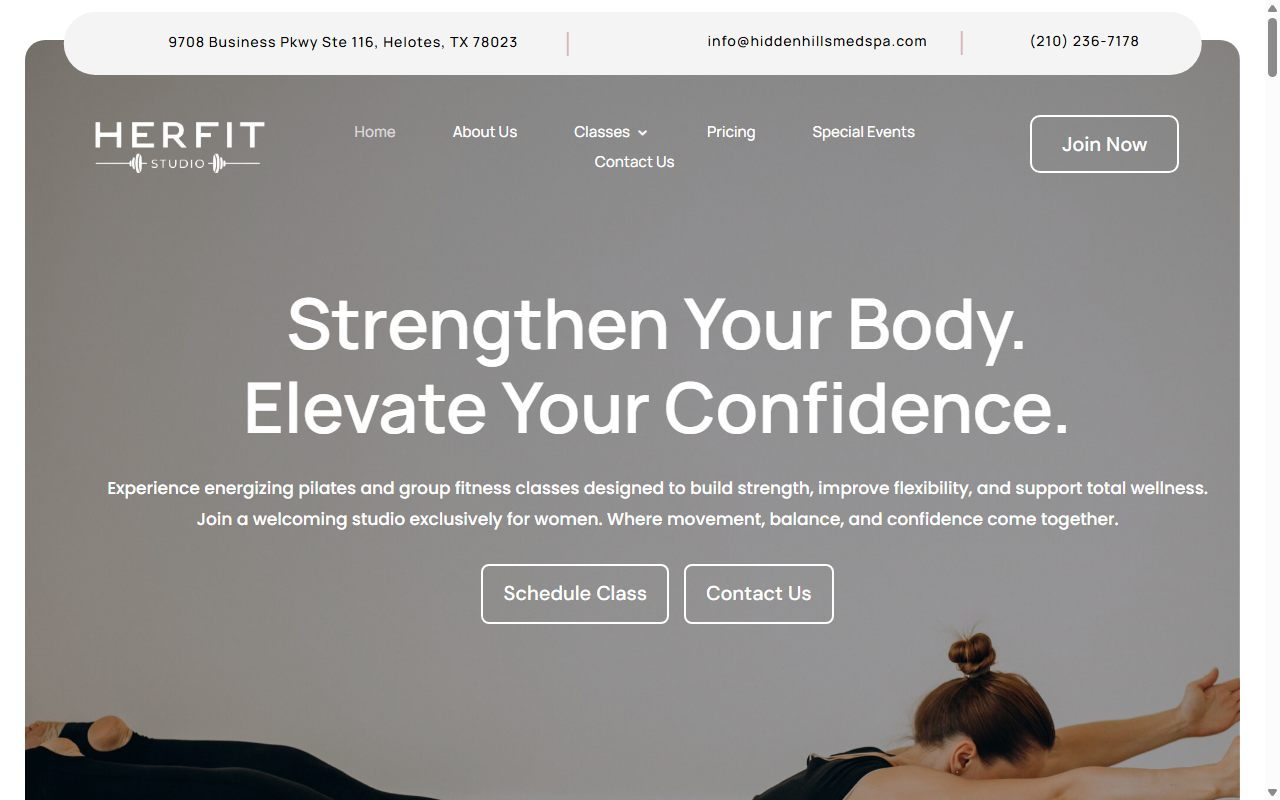 9708 Business Pkwy Ste 116, Helotes, TX 78023
info@hiddenhillsmedspa.com
(210) 236-7178
HERFIT
STUDIO
Home
About Us
Classes
Pricing
Special Events
Contact Us
Join Now
Strengthen Your Body.
Elevate Your Confidence.
Experience energizing pilates and group fitness classes designed to build strength, improve flexibility, and support total wellness.
Join a welcoming studio exclusively for women. Where movement, balance, and confidence come together.
Schedule Class
Contact Us